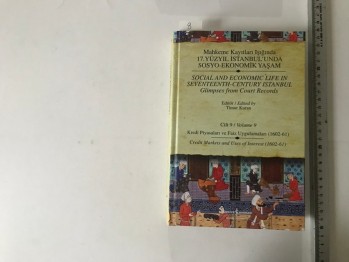 Mahkeme Kayıtları Işığında
17. YÜZYIL İSTANBUL'UNDA
SOSYO-EKONOMİK YAŞAM
SOCIAL AND ECONOMIC LIFE IN
SEVENTEENTH-CENTURY ISTANBUL
Glimpses from Court Records
Editör / Edited by
Timur Kuran
Cilt 9 / Volume 9
Kredi Piyasaları ve Faiz Uygulamaları (1602-61)
Credit Markets and Uses of Interest (1602-61)